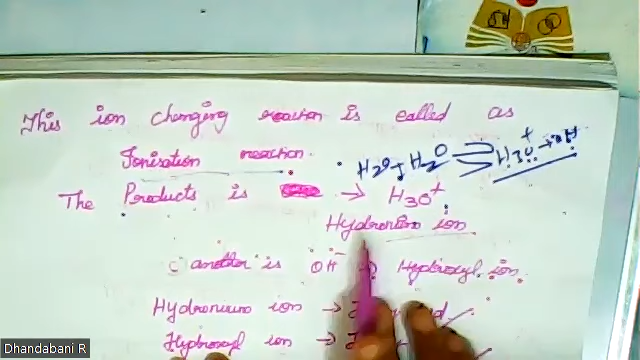 This ion changing reaction is called as
Ionisation reaction.
H2O + H2O
H3O+ + OH
The Products is → H3O+
Hydronium ion
another is OH- → Hydroxyl ion.
Hydronium ion →
Hydroxyl ion →
Dhandabani R